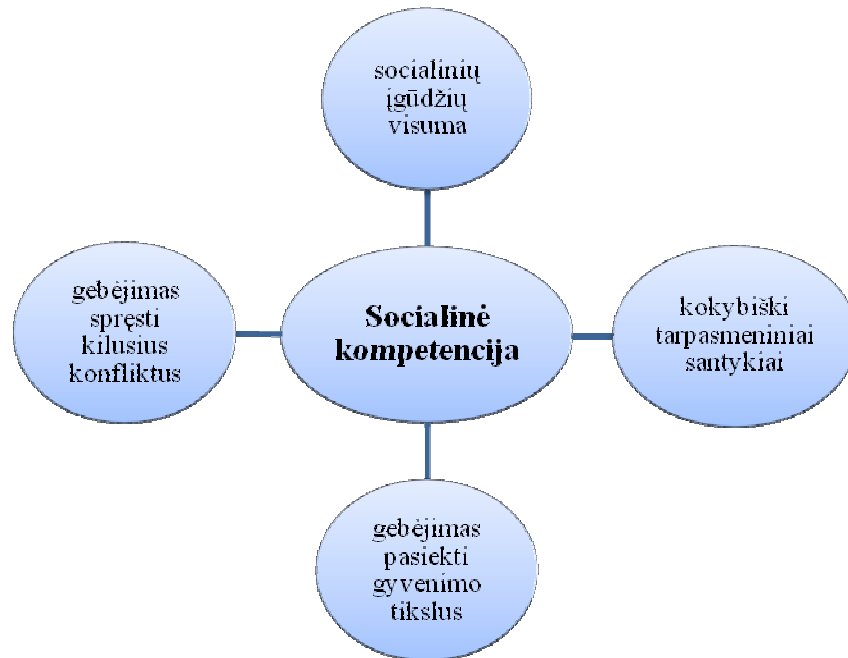 socialinių
įgūdžių
visuma
gebėjimas
spręsti
kilusius
konfliktus
Socialinė
kompetencija
kokybiški
tarpasmeniniai
santykiai
gebėjimas
pasiekti
gyvenimo
tikslus